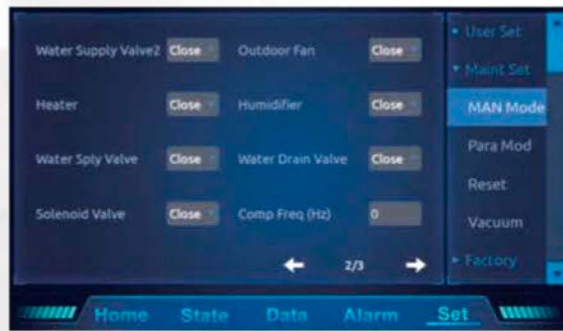 Water Supply Valve2 Close Outdoor Fan Close
Heater Close Humidifier Close
Water Sply Valve Close Water Drain Valve Close
Solenoid Valve Close Comp Freq (Hz) 0
2/3
User Set
Maint Set
MAN Mode
Para Mod
Reset
Vacuum
Factory
Home State Data Alarm Set